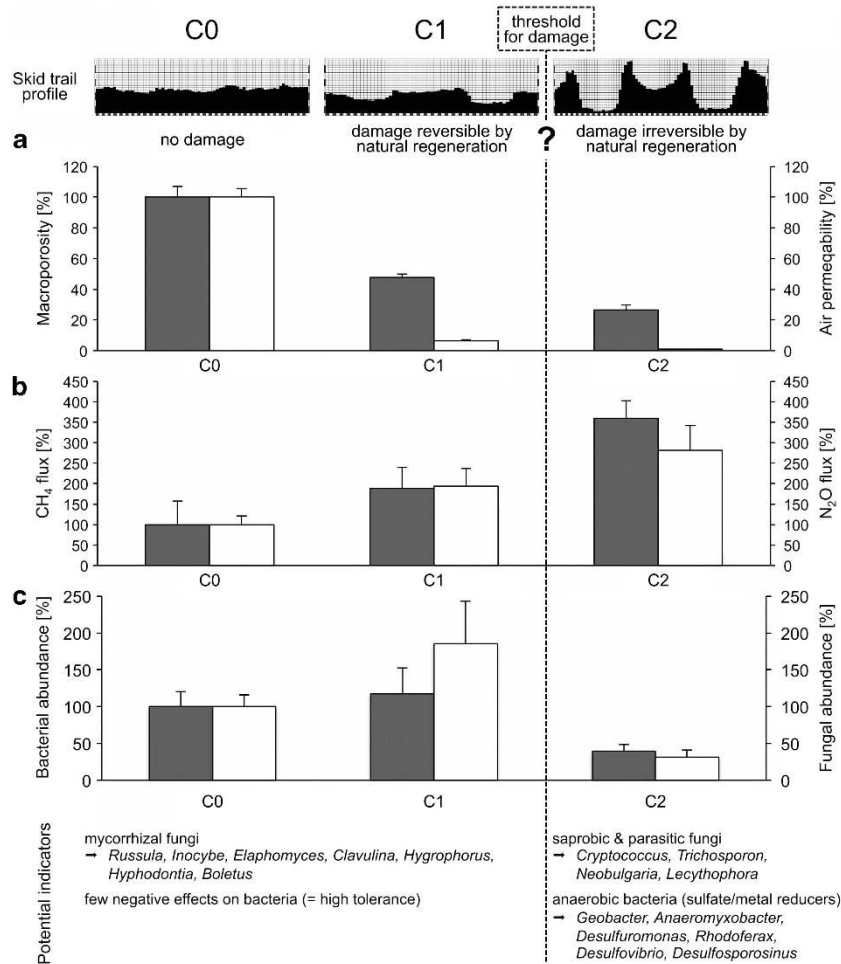 C0
C1
threshold
for damage
C2
Skid trail
profile
no damage
damage reversible by
natural regeneration
?
damage irreversible by
natural regeneration
a
Macroporosity [%]
120
100
80
60
40
20
0
C0
C1
C2
120
100
80
60
40
20
0
Air permeqability [%]
b
CH4 flux [%]
450
400
350
300
250
200
150
100
50
0
C0
C1
C2
450
400
350
300
250
200
150
100
50
0
N2O flux [%]
c
Bacterial abundance [%]
250
200
150
100
50
0
C0
C1
C2
250
200
150
100
50
0
Fungal abundance [%]
Potential indicators
mycorrhizal fungi
➞ Russula, Inocybe, Elaphomyces, Clavulina, Hygrophorus,
Hyphodontia, Boletus
few negative effects on bacteria (= high tolerance)
saprobic & parasitic fungi
➞ Cryptococcus, Trichosporon,
Neobulgaria, Lecythophora
anaerobic bacteria (sulfate/metal reducers)
➞ Geobacter, Anaeromyxobacter,
Desulfuromonas, Rhodoferax,
Desulfovibrio, Desulfosporosinus